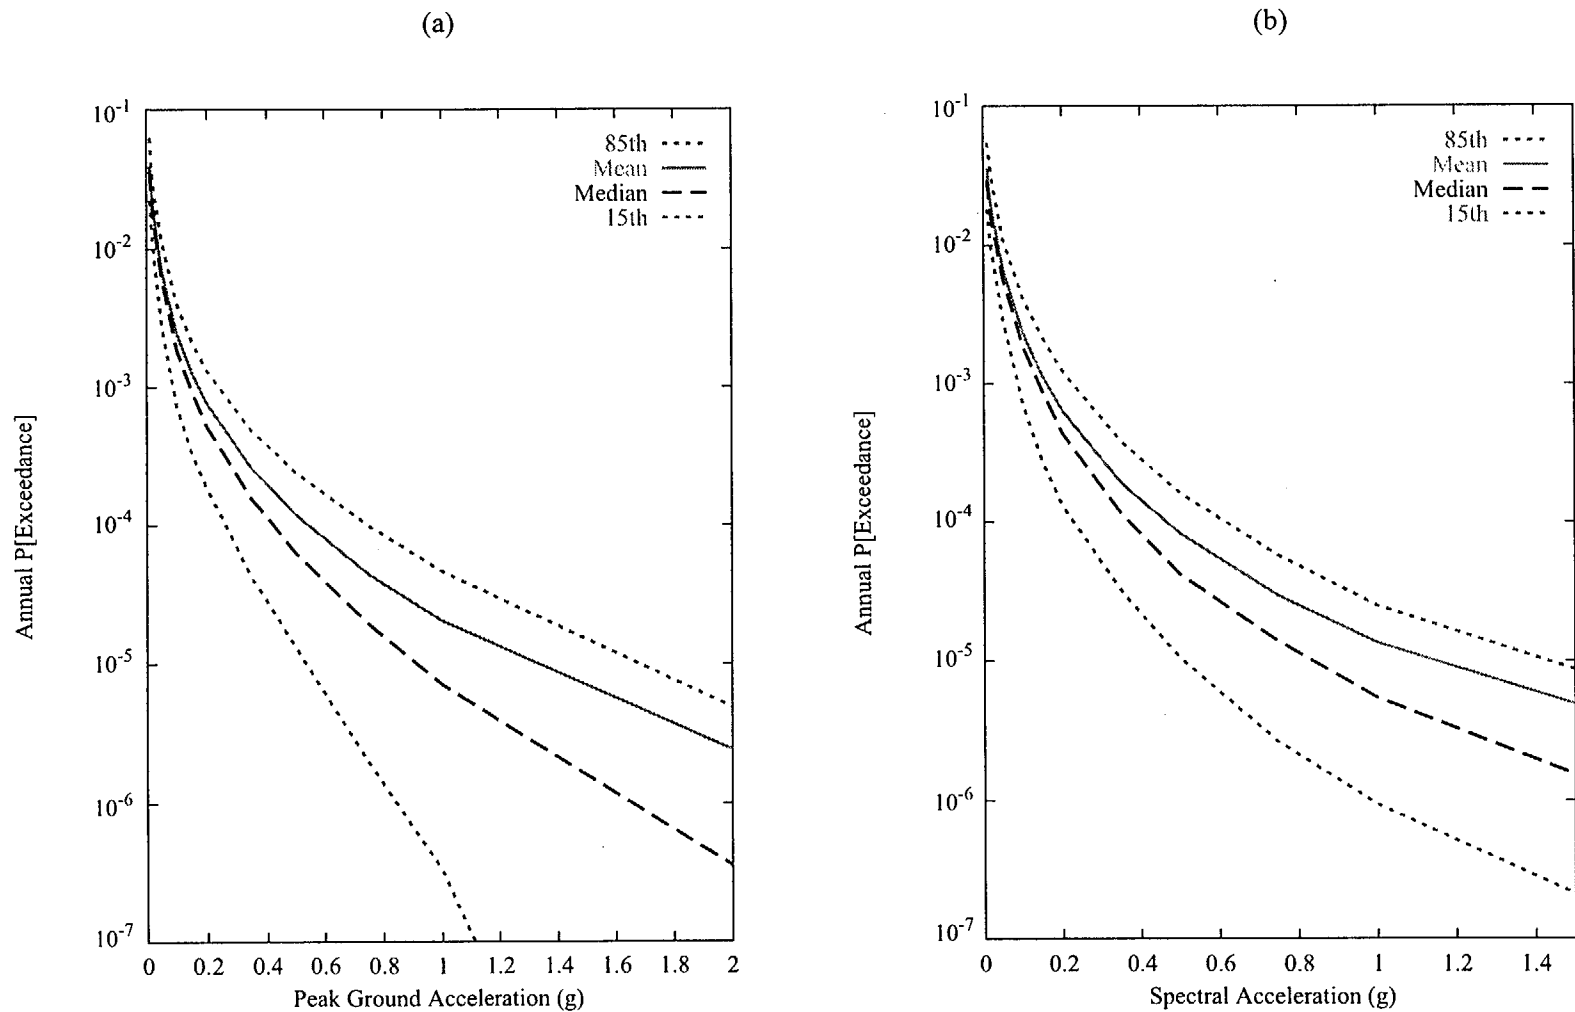 (a)
85th
Mean
Median
15th
10-1
10-2
10-3
10-4
10-5
10-6
10-7
Annual P[Exceedance]
0 0.2 0.4 0.6 0.8 1 1.2 1.4 1.6 1.8 2
Peak Ground Acceleration (g)
(b)
85th
Mean
Median
15th
10-1
10-2
10-3
10-4
10-5
10-6
10-7
Annual P[Exceedance]
0 0.2 0.4 0.6 0.8 1 1.2 1.4
Spectral Acceleration (g)